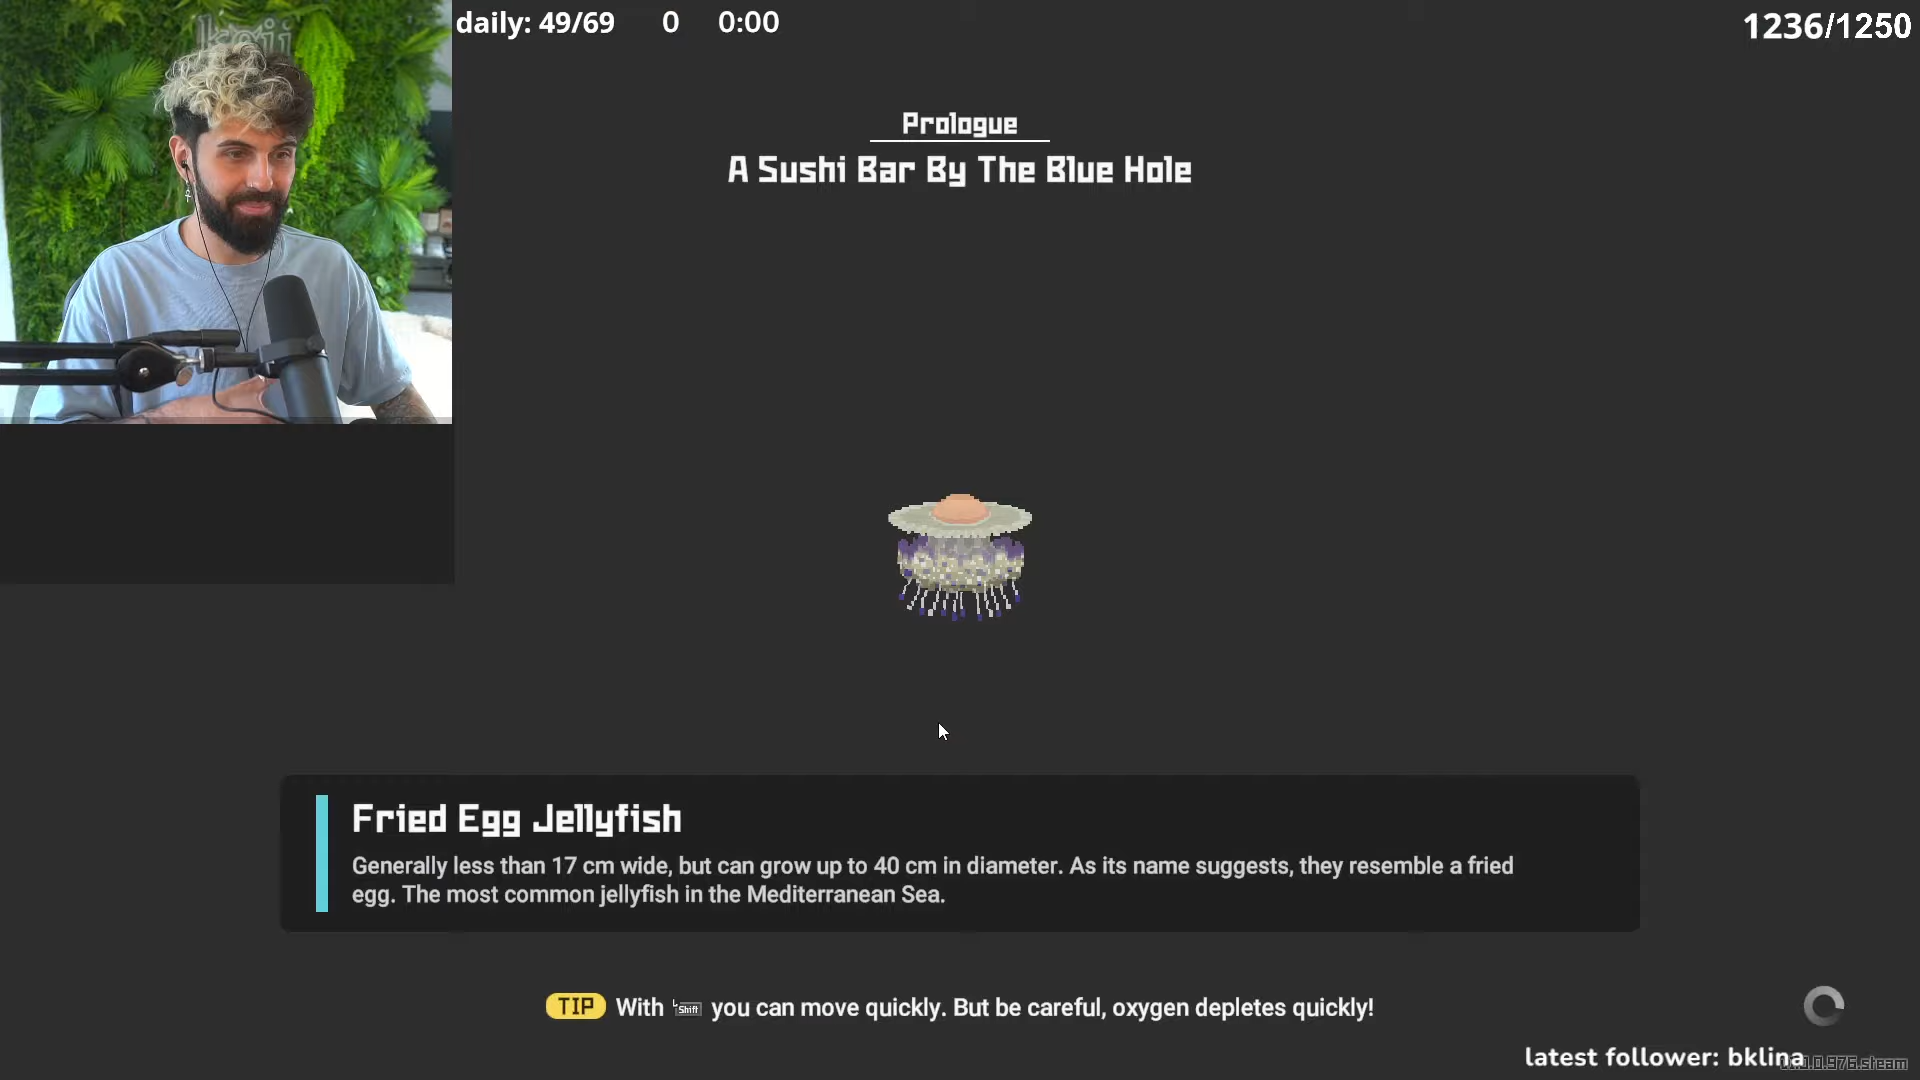 daily: 49/69 0 0:00
1236/1250
Prologue
A Sushi Bar By The Blue Hole
Fried Egg Jellyfish
Generally less than 17 cm wide, but can grow up to 40 cm in diameter. As its name suggests, they resemble a fried
egg. The most common jellyfish in the Mediterranean Sea.
TIP With Shift you can move quickly. But be careful, oxygen depletes quickly!
latest follower: bklina